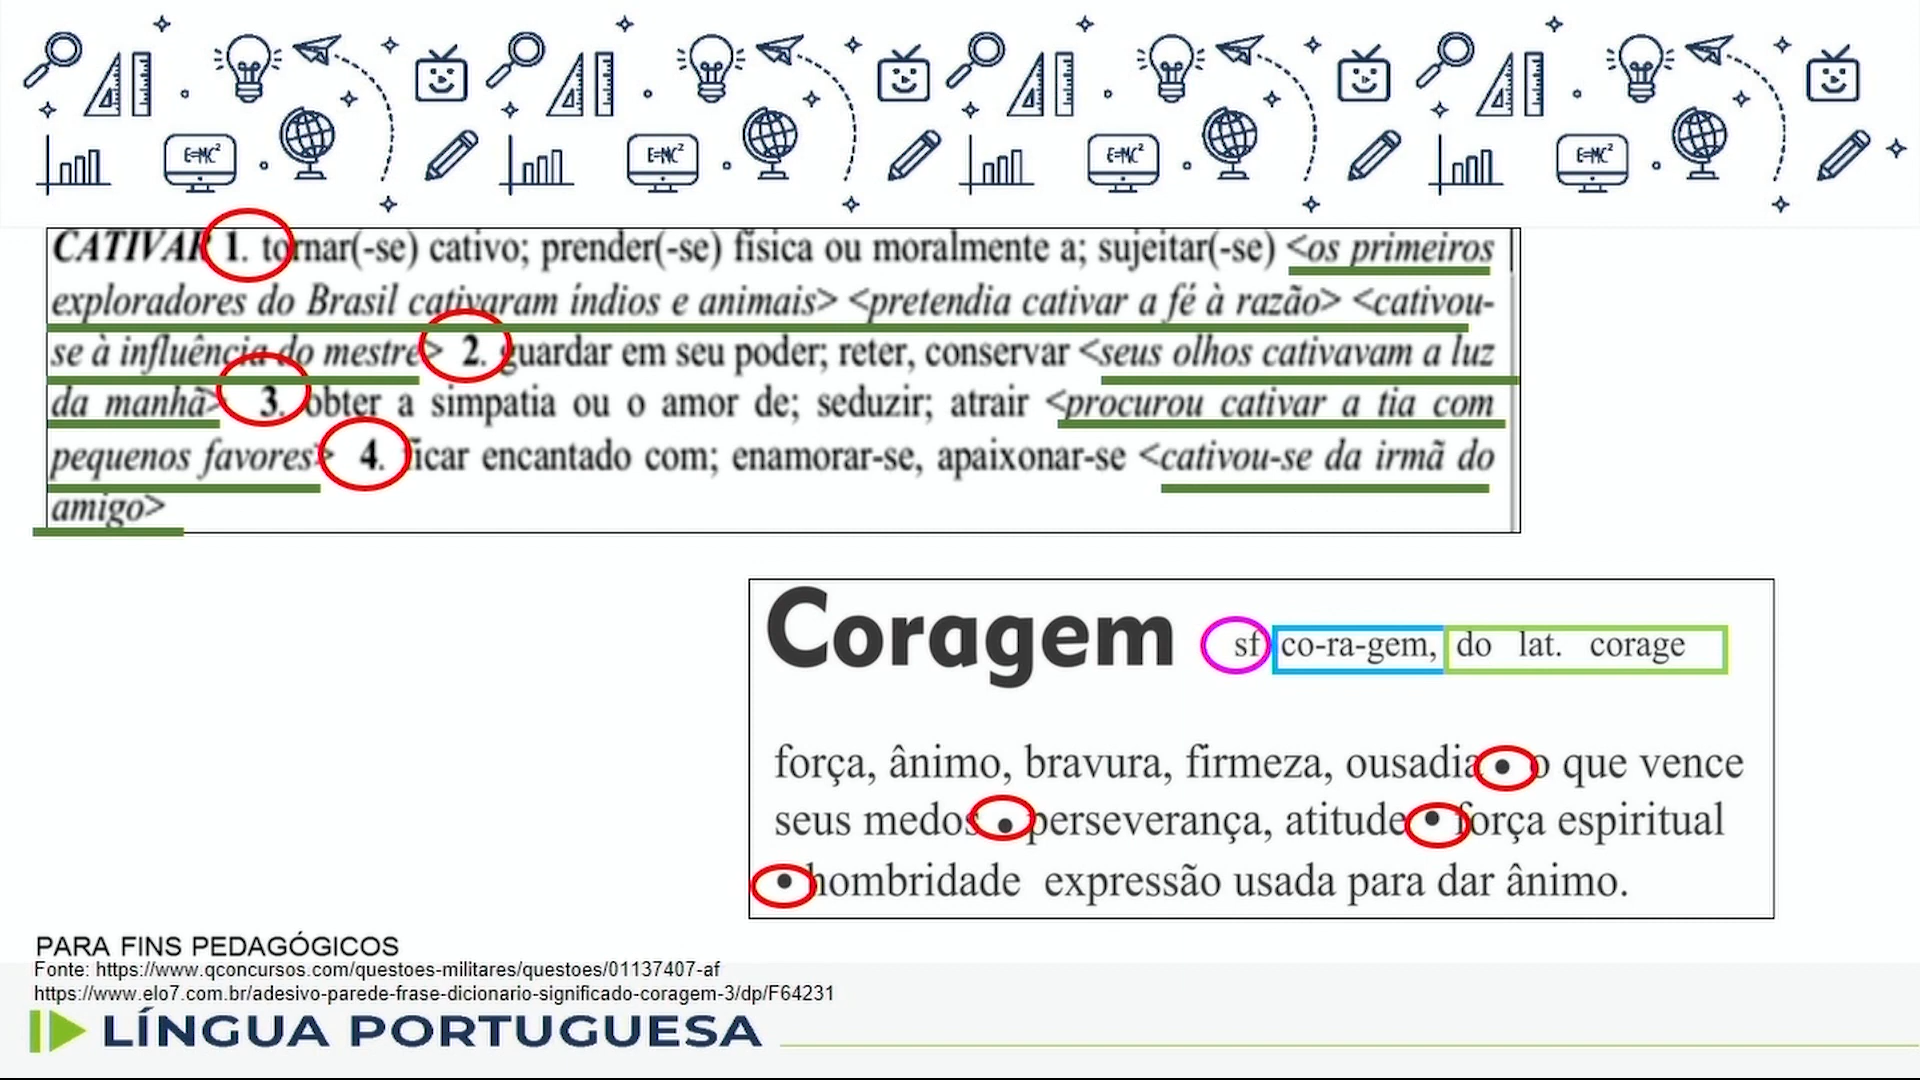 E=MC²
E=MC²
E=MC²
E=MC²
CATIVAR 1. tornar(-se) cativo; prender(-se) física ou moralmente a; sujeitar(-se) <os primeiros
exploradores do Brasil cativaram índios e animais> <pretendia cativar a fé à razão> <cativou-
se à influência do mestre> 2. guardar em seu poder; reter, conservar <seus olhos cativavam a luz
da manhã> 3. obter a simpatia ou o amor de; seduzir; atrair <procurou cativar a tia com
pequenos favores> 4. ficar encantado com; enamorar-se, apaixonar-se <cativou-se da irmã do
amigo>
Coragem sf co-ra-gem, do lat. corage
força, ânimo, bravura, firmeza, ousadia • o que vence
seus medos • perseverança, atitude • força espiritual
• hombridade expressão usada para dar ânimo.
PARA FINS PEDAGÓGICOS
Fonte: https://www.qconcursos.com/questoes-militares/questoes/01137407-af
https://www.elo7.com.br/adesivo-parede-frase-dicionario-significado-coragem-3/dp/F64231
LÍNGUA PORTUGUESA